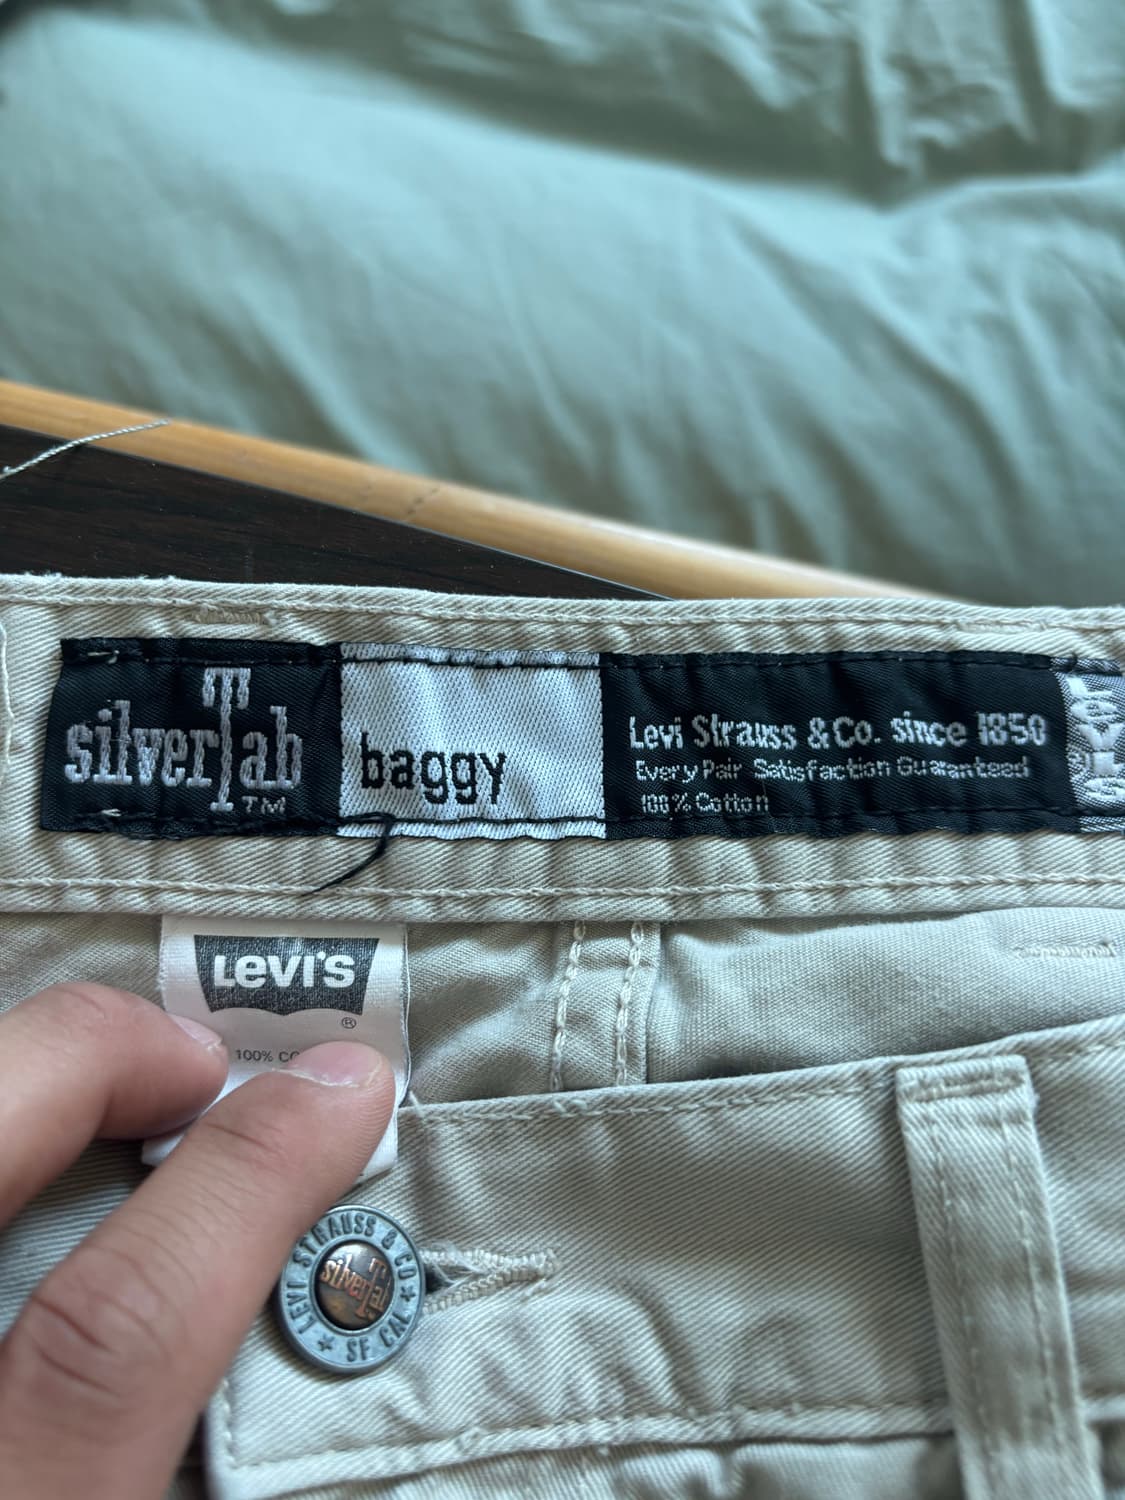 silverTab
TM
baggy
Levi Strauss & Co. since 1850
Every Pair Satisfaction Guaranteed
100% Cotton
LEVI'S
®
100% CO
LEVI STRAUSS & CO
SF CAL
silverTab